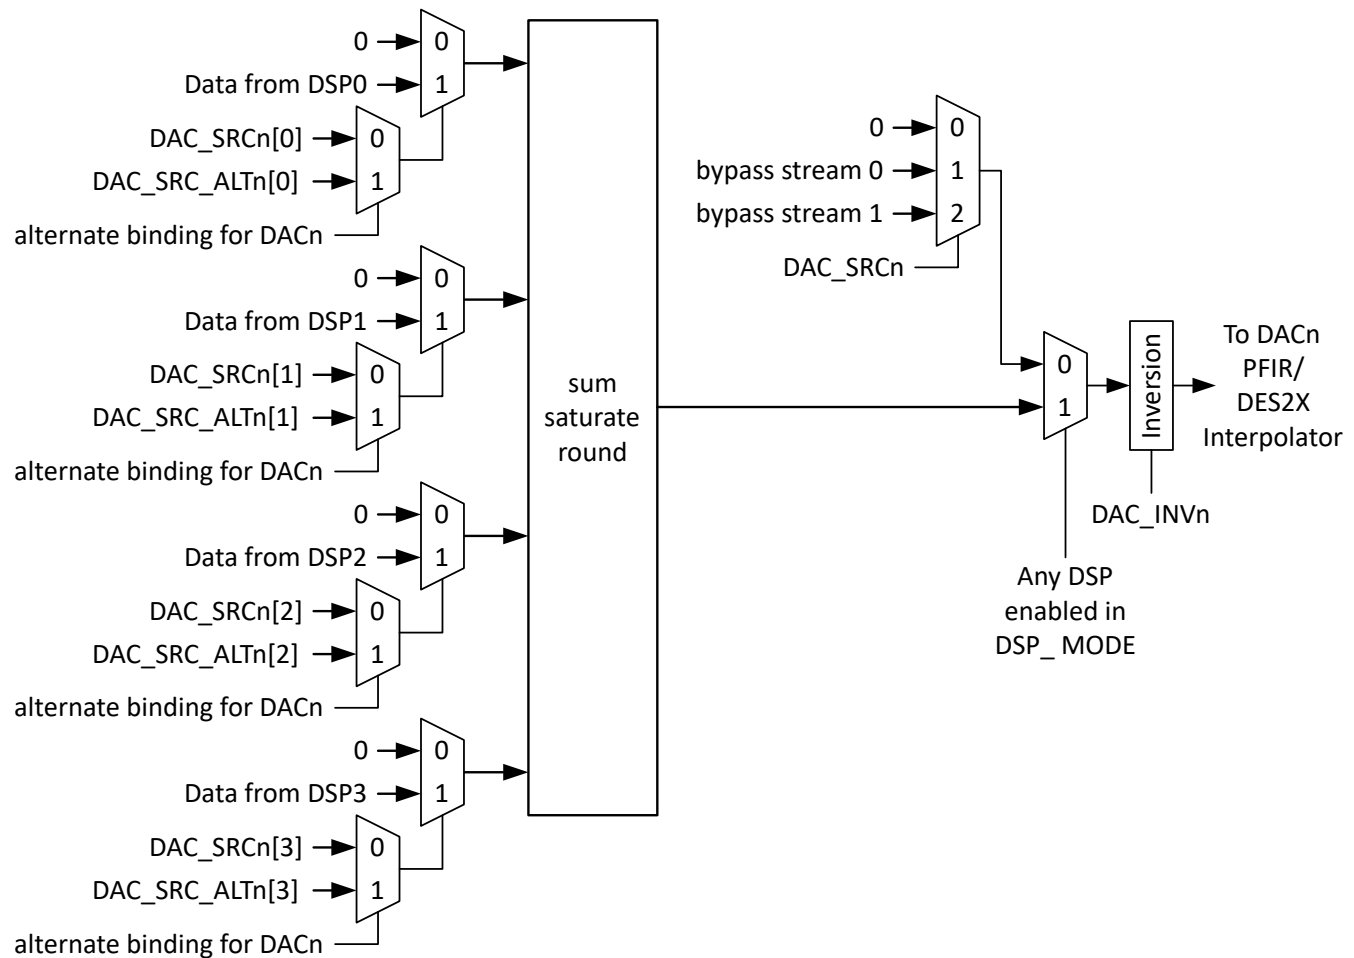 0
0
Data from DSP0
1
DAC_SRCn[0]
0
DAC_SRC_ALTn[0]
1
alternate binding for DACn
0
0
Data from DSP1
1
DAC_SRCn[1]
0
DAC_SRC_ALTn[1]
1
alternate binding for DACn
0
0
Data from DSP2
1
DAC_SRCn[2]
0
DAC_SRC_ALTn[2]
1
alternate binding for DACn
0
0
Data from DSP3
1
DAC_SRCn[3]
0
DAC_SRC_ALTn[3]
1
alternate binding for DACn
sum
saturate
round
0
0
bypass stream 0
1
bypass stream 1
2
DAC_SRCn
0
1
Any DSP
enabled in
DSP_ MODE
Inversion
DAC_INVn
To DACn
PFIR/
DES2X
Interpolator